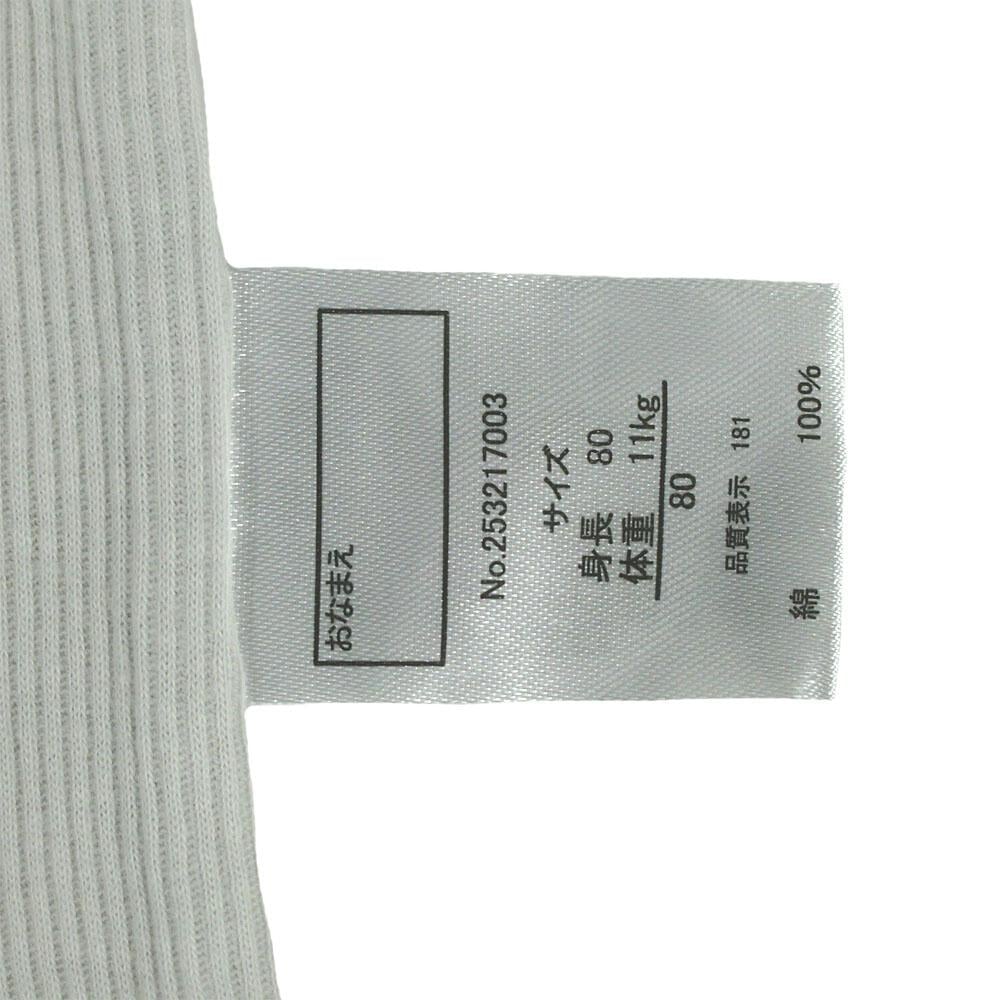 おなまえ
No.253217003
サイズ
身長 80
体重 11kg
80
品質表示 181
綿 100%